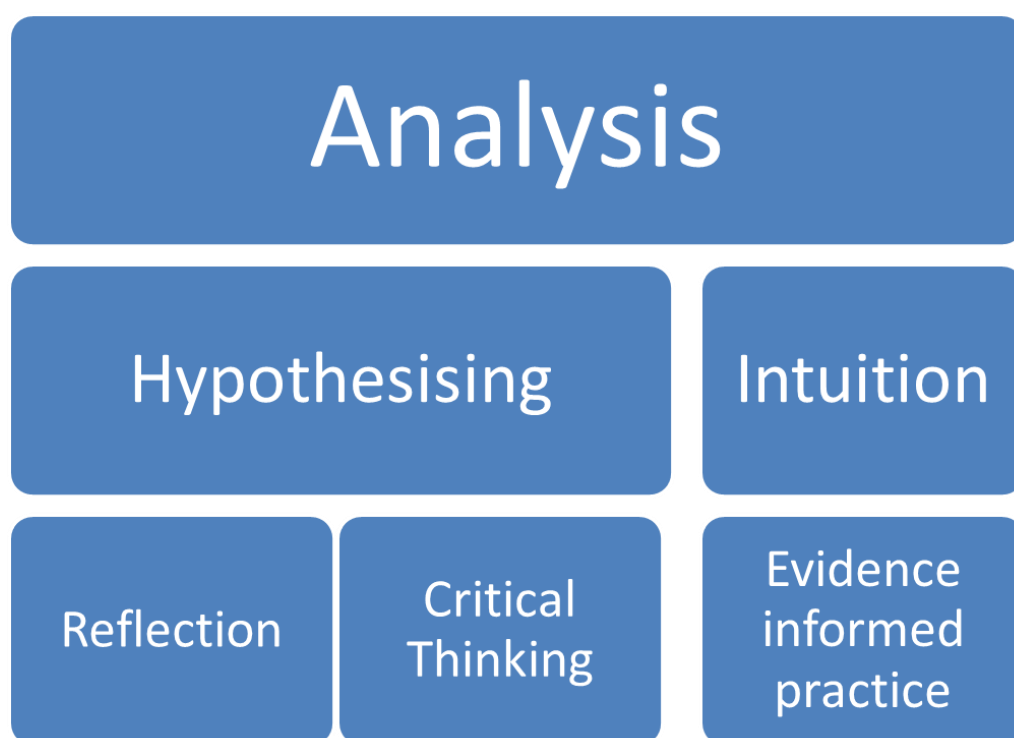 Analysis
Hypothesising
Intuition
Reflection
Critical
Thinking
Evidence
informed
practice